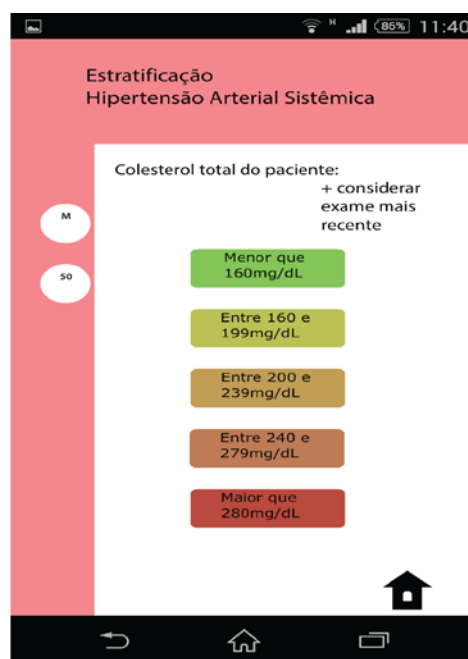 H 86% 11:40
Estratificação
Hipertensão Arterial Sistêmica
Colesterol total do paciente:
+ considerar
exame mais
recente
M
50
Menor que
160mg/dL
Entre 160 e
199mg/dL
Entre 200 e
239mg/dL
Entre 240 e
279mg/dL
Maior que
280mg/dL